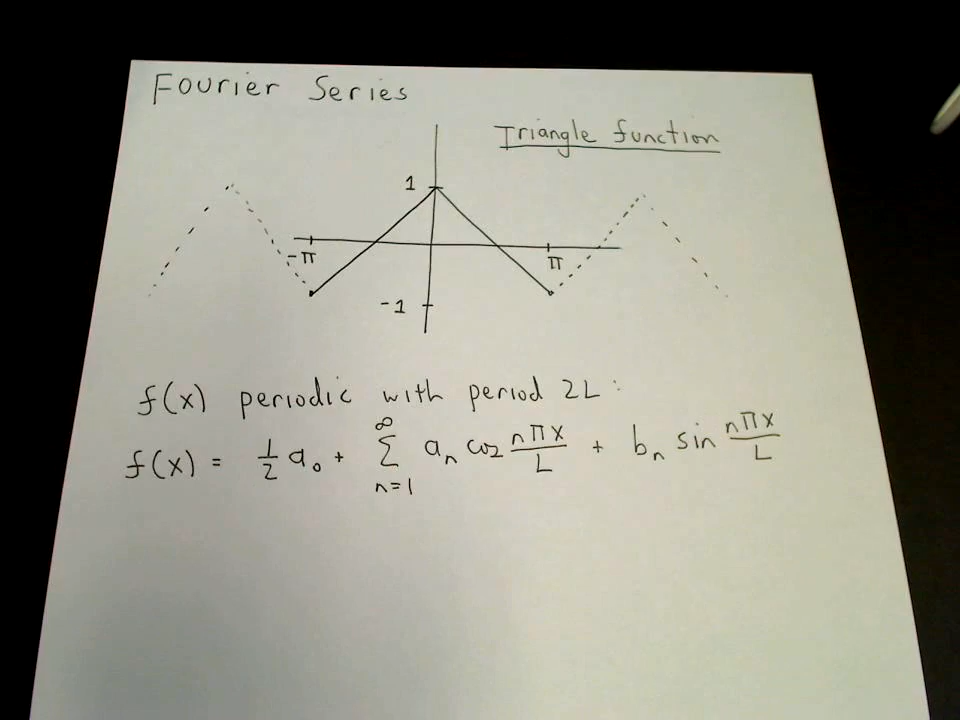 Fourier Series
Triangle function
1
-π π
-1
f(x) periodic with period 2L :
f(x) = 1/2 a₀ + ∞∑n=1 aₙ cos nπx/L + bₙ sin nπx/L